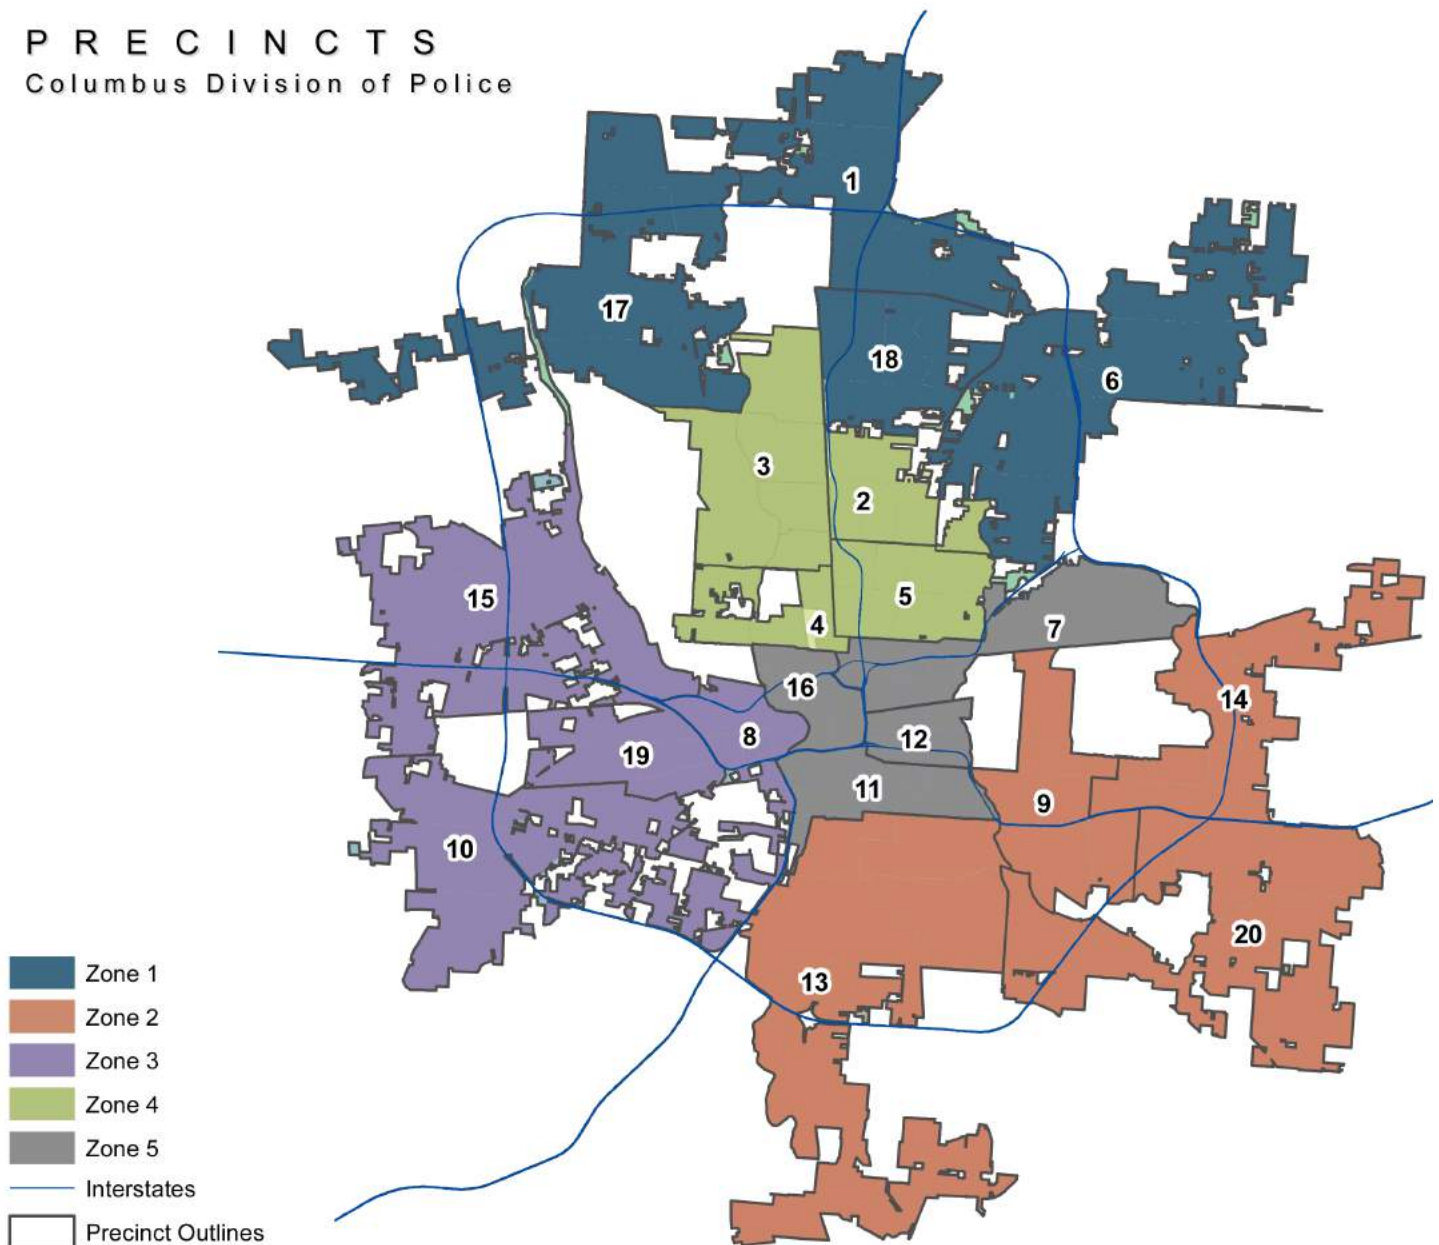 P R E C I N C T S
Columbus Division of Police
1
17
18
6
3
2
15
5
4
7
16
14
8
12
19
11
9
10
20
13
Zone 1
Zone 2
Zone 3
Zone 4
Zone 5
Interstates
Precinct Outlines